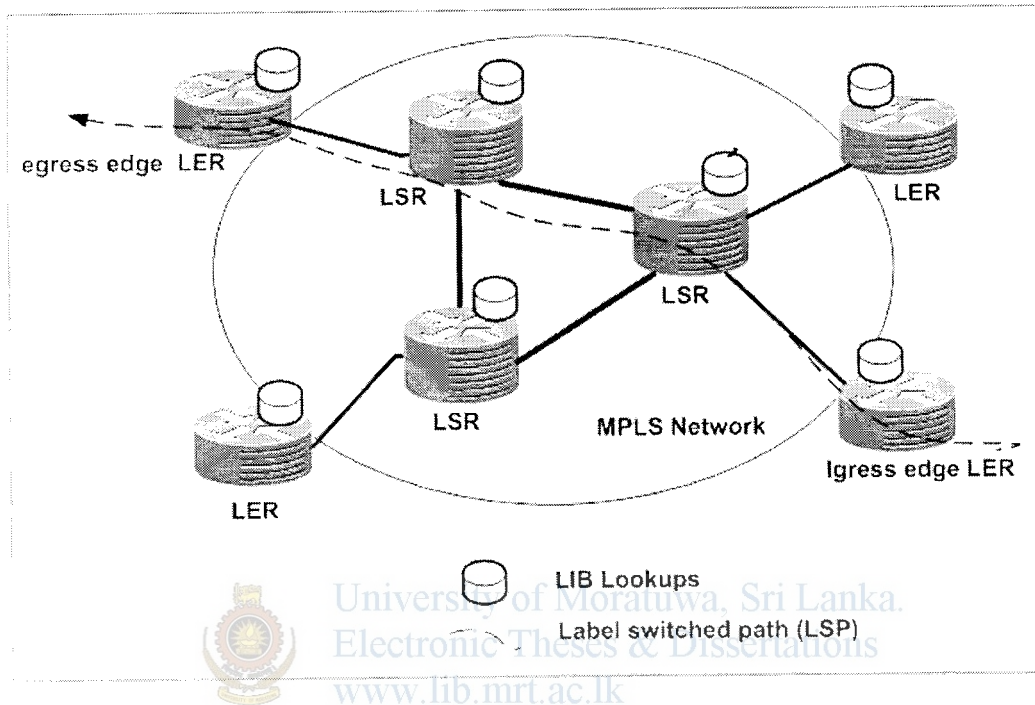 egress edge LER
LSR
LER
LSR
LSR
LER
MPLS Network
Igress edge LER
LIB Lookups
Label switched path (LSP)
University of Moratuwa, Sri Lanka.
Electronic Theses & Dissertations
www.lib.mrt.ac.lk